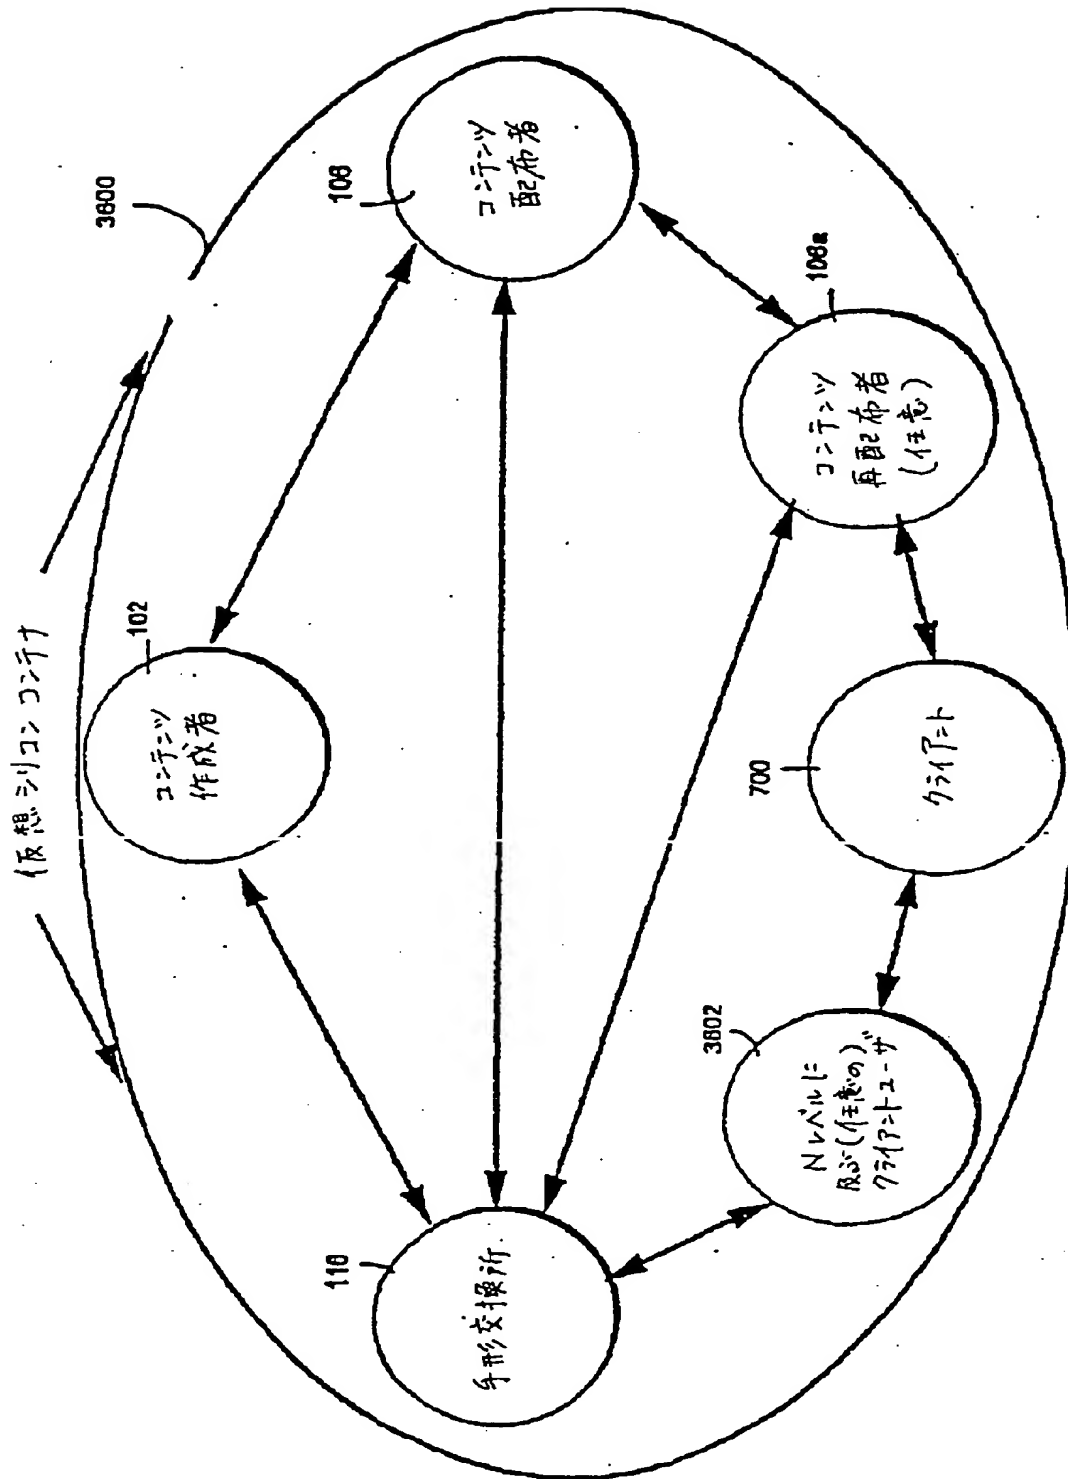 仮想シリコンコンテナ
3600
コンテンツ
作成者
102
コンテンツ
配布者
106
コンテンツ
再配布者
(任意)
106a
クライアント
700
Nレベルに
及ぶ(任意の)
クライアントユーザ
3602
手形交換所
116